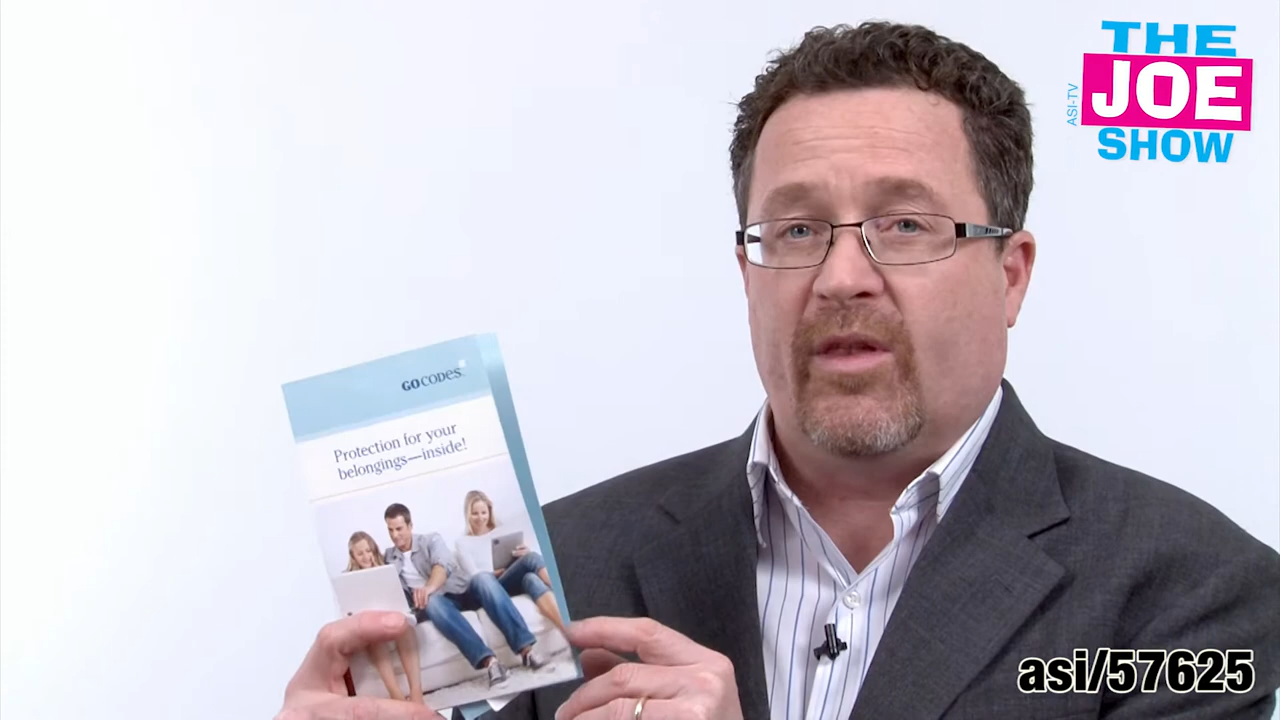 THE
JOE
SHOW
ASI-TV
GOCODES
Protection for your
belongings—inside!
asi/57625